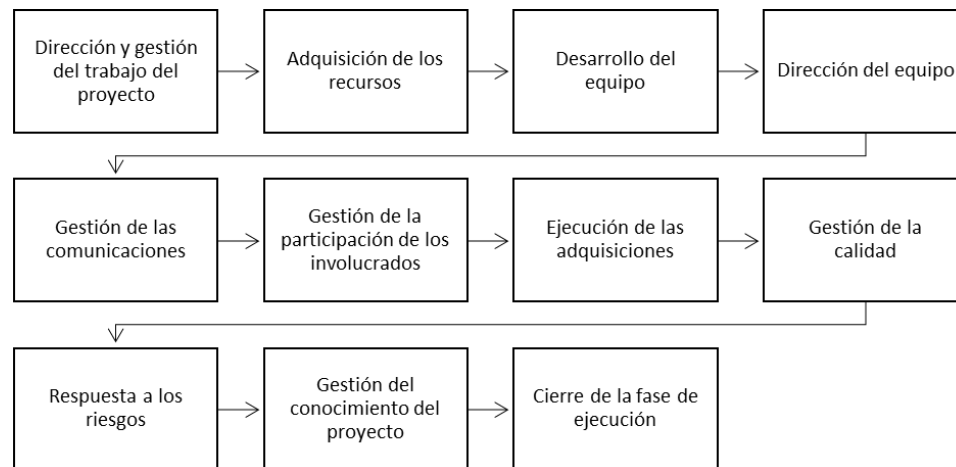 Dirección y gestión
del trabajo del
proyecto
Adquisición de los
recursos
Desarrollo del
equipo
Dirección del equipo
Gestión de las
comunicaciones
Gestión de la
participación de los
involucrados
Ejecución de las
adquisiciones
Gestión de la
calidad
Respuesta a los
riesgos
Gestión del
conocimiento del
proyecto
Cierre de la fase de
ejecución